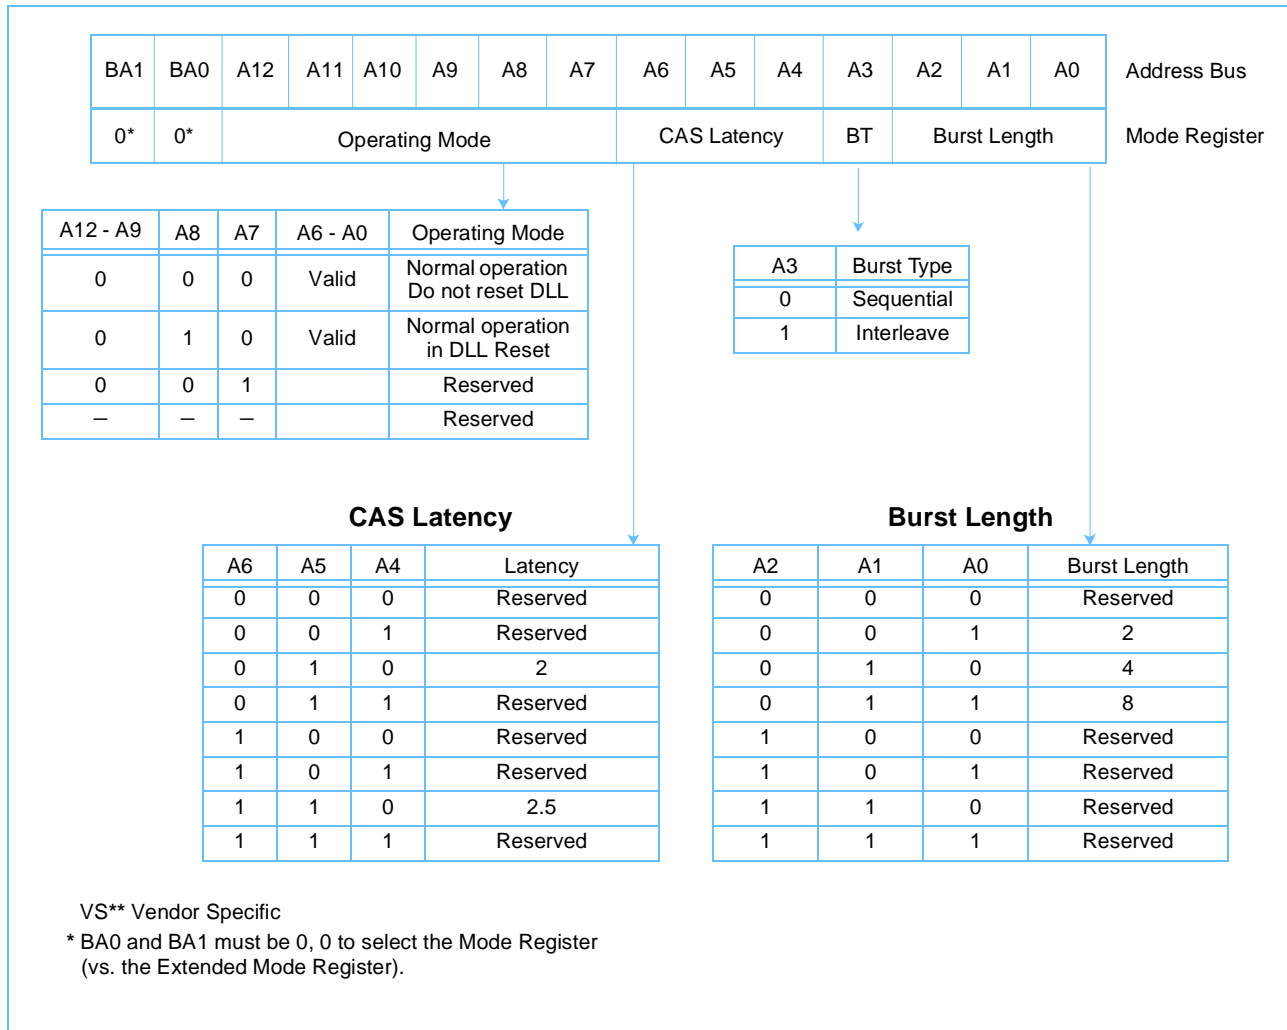 BA1 BA0 A12 A11 A10 A9 A8 A7 A6 A5 A4 A3 A2 A1 A0 Address Bus
0* 0* Operating Mode CAS Latency BT Burst Length Mode Register
A12 - A9 A8 A7 A6 - A0 Operating Mode
0 0 0 Valid Normal operation
Do not reset DLL
0 1 0 Valid Normal operation
in DLL Reset
0 0 1 Reserved
– – – Reserved
A3 Burst Type
0 Sequential
1 Interleave
CAS Latency
A6 A5 A4 Latency
0 0 0 Reserved
0 0 1 Reserved
0 1 0 2
0 1 1 Reserved
1 0 0 Reserved
1 0 1 Reserved
1 1 0 2.5
1 1 1 Reserved
Burst Length
A2 A1 A0 Burst Length
0 0 0 Reserved
0 0 1 2
0 1 0 4
0 1 1 8
1 0 0 Reserved
1 0 1 Reserved
1 1 0 Reserved
1 1 1 Reserved
VS** Vendor Specific
* BA0 and BA1 must be 0, 0 to select the Mode Register
(vs. the Extended Mode Register).